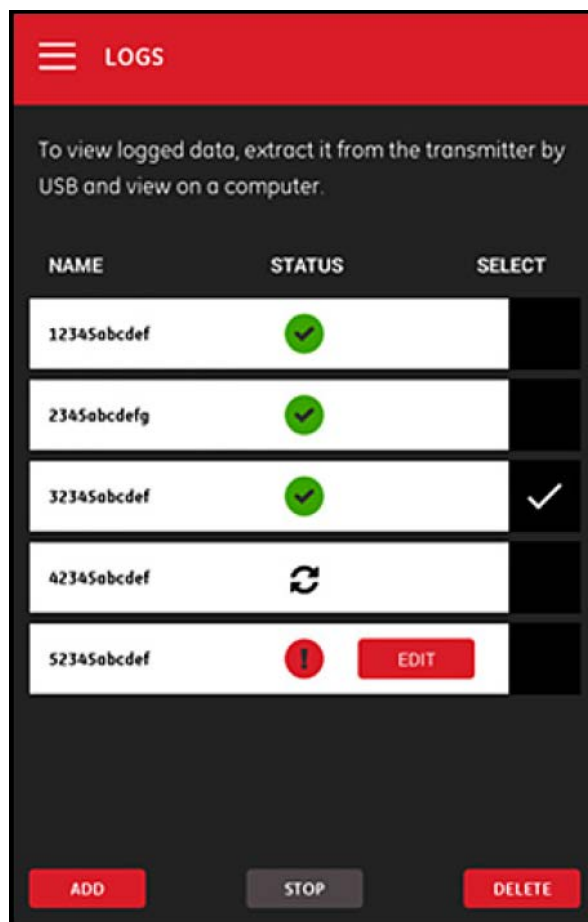 LOGS
To view logged data, extract it from the transmitter by
USB and view on a computer.
NAME STATUS SELECT
12345abcdef
2345abcdefg
32345abcdef
42345abcdef
52345abcdef ! EDIT
ADD STOP DELETE